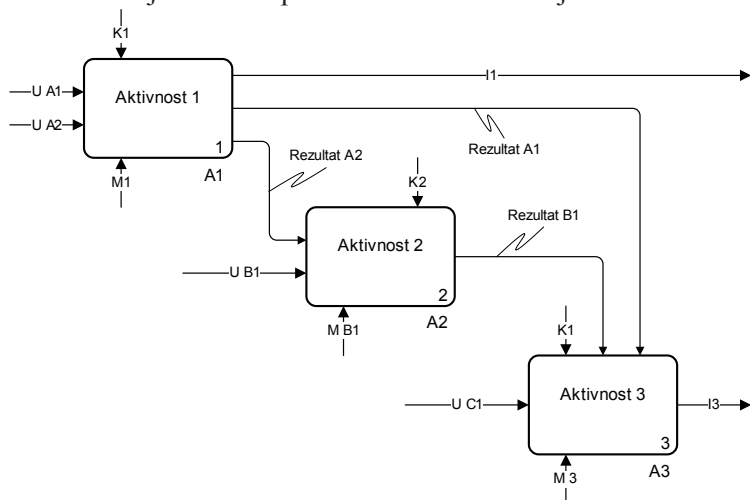 K1
I1
U A1
Aktivnost 1
U A2
Rezultat A1
1
Rezultat A2
M1
A1
K2
Rezultat B1
Aktivnost 2
U B1
2
M B1
A2
K1
Aktivnost 3
U C1
I3
3
M 3
A3